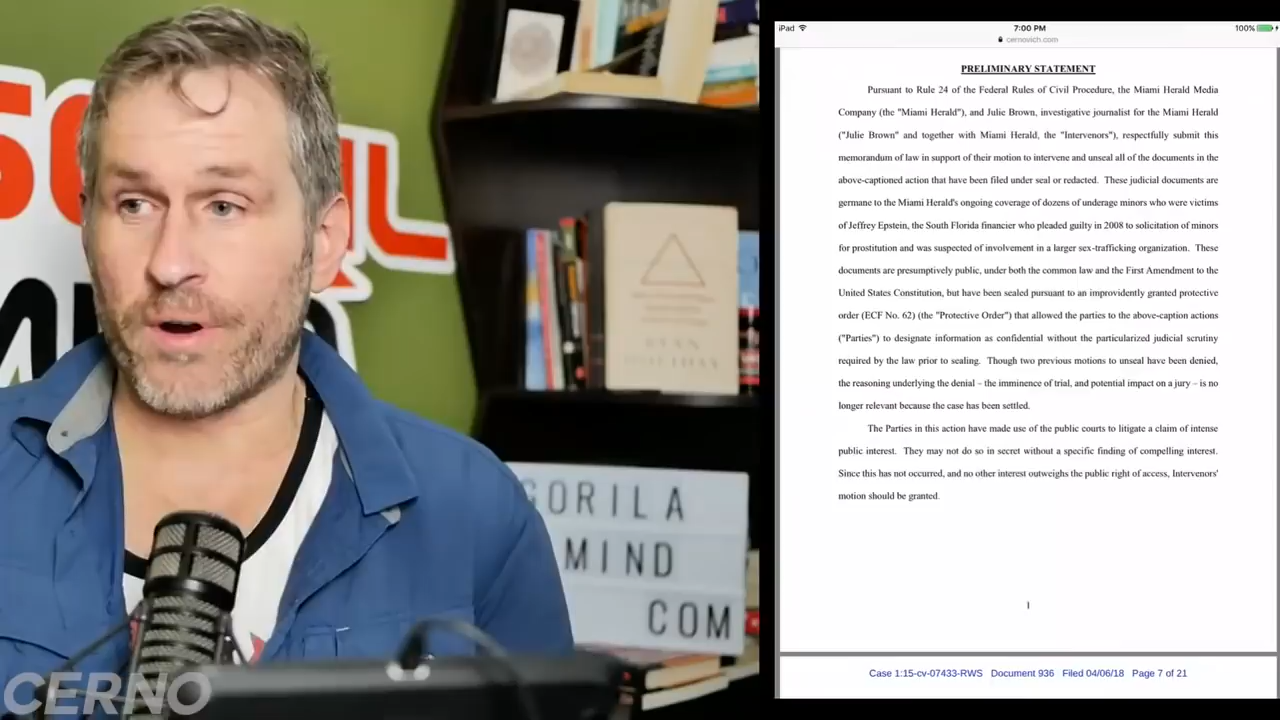 iPad
7:00 PM
100%
cernovich.com
PRELIMINARY STATEMENT
Pursuant to Rule 24 of the Federal Rules of Civil Procedure, the Miami Herald Media
Company (the "Miami Herald"), and Julie Brown, investigative journalist for the Miami Herald
("Julie Brown" and together with Miami Herald, the "Intervenors"), respectfully submit this
memorandum of law in support of their motion to intervene and unseal all of the documents in the
above-captioned action that have been filed under seal or redacted. These judicial documents are
germane to the Miami Herald's ongoing coverage of dozens of underage minors who were victims
of Jeffrey Epstein, the South Florida financier who pleaded guilty in 2008 to solicitation of minors
for prostitution and was suspected of involvement in a larger sex-trafficking organization. These
documents are presumptively public, under both the common law and the First Amendment to the
United States Constitution, but have been sealed pursuant to an improvidently granted protective
order (ECF No. 62) (the "Protective Order") that allowed the parties to the above-caption actions
("Parties") to designate information as confidential without the particularized judicial scrutiny
required by the law prior to sealing. Though two previous motions to unseal have been denied,
the reasoning underlying the denial – the imminence of trial, and potential impact on a jury – is no
longer relevant because the case has been settled.
The Parties in this action have made use of the public courts to litigate a claim of intense
public interest. They may not do so in secret without a specific finding of compelling interest.
Since this has not occurred, and no other interest outweighs the public right of access, Intervenors'
motion should be granted.
1
Case 1:15-cv-07433-RWS Document 936 Filed 04/06/18 Page 7 of 21
GORILA
MIND
COM
CERNO